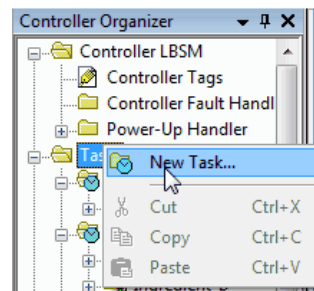 Controller Organizer
Controller LBSM
Controller Tags
Controller Fault Handl
Power-Up Handler
Tas
New Task...
Cut Ctrl+X
Copy Ctrl+C
Paste Ctrl+V